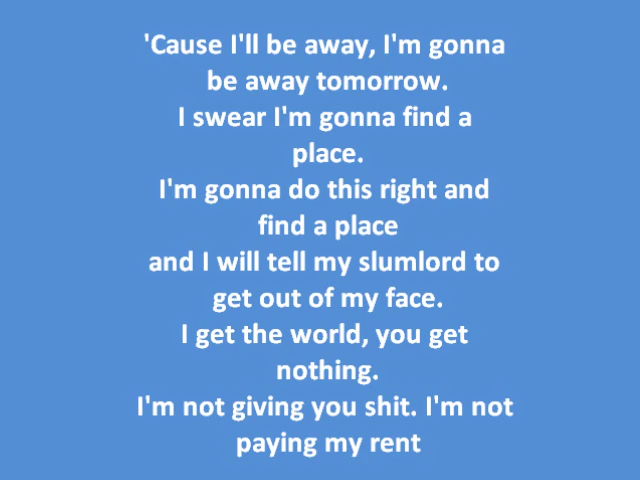 'Cause I'll be away, I'm gonna
be away tomorrow.
I swear I'm gonna find a
place.
I'm gonna do this right and
find a place
and I will tell my slumlord to
get out of my face.
I get the world, you get
nothing.
I'm not giving you shit. I'm not
paying my rent